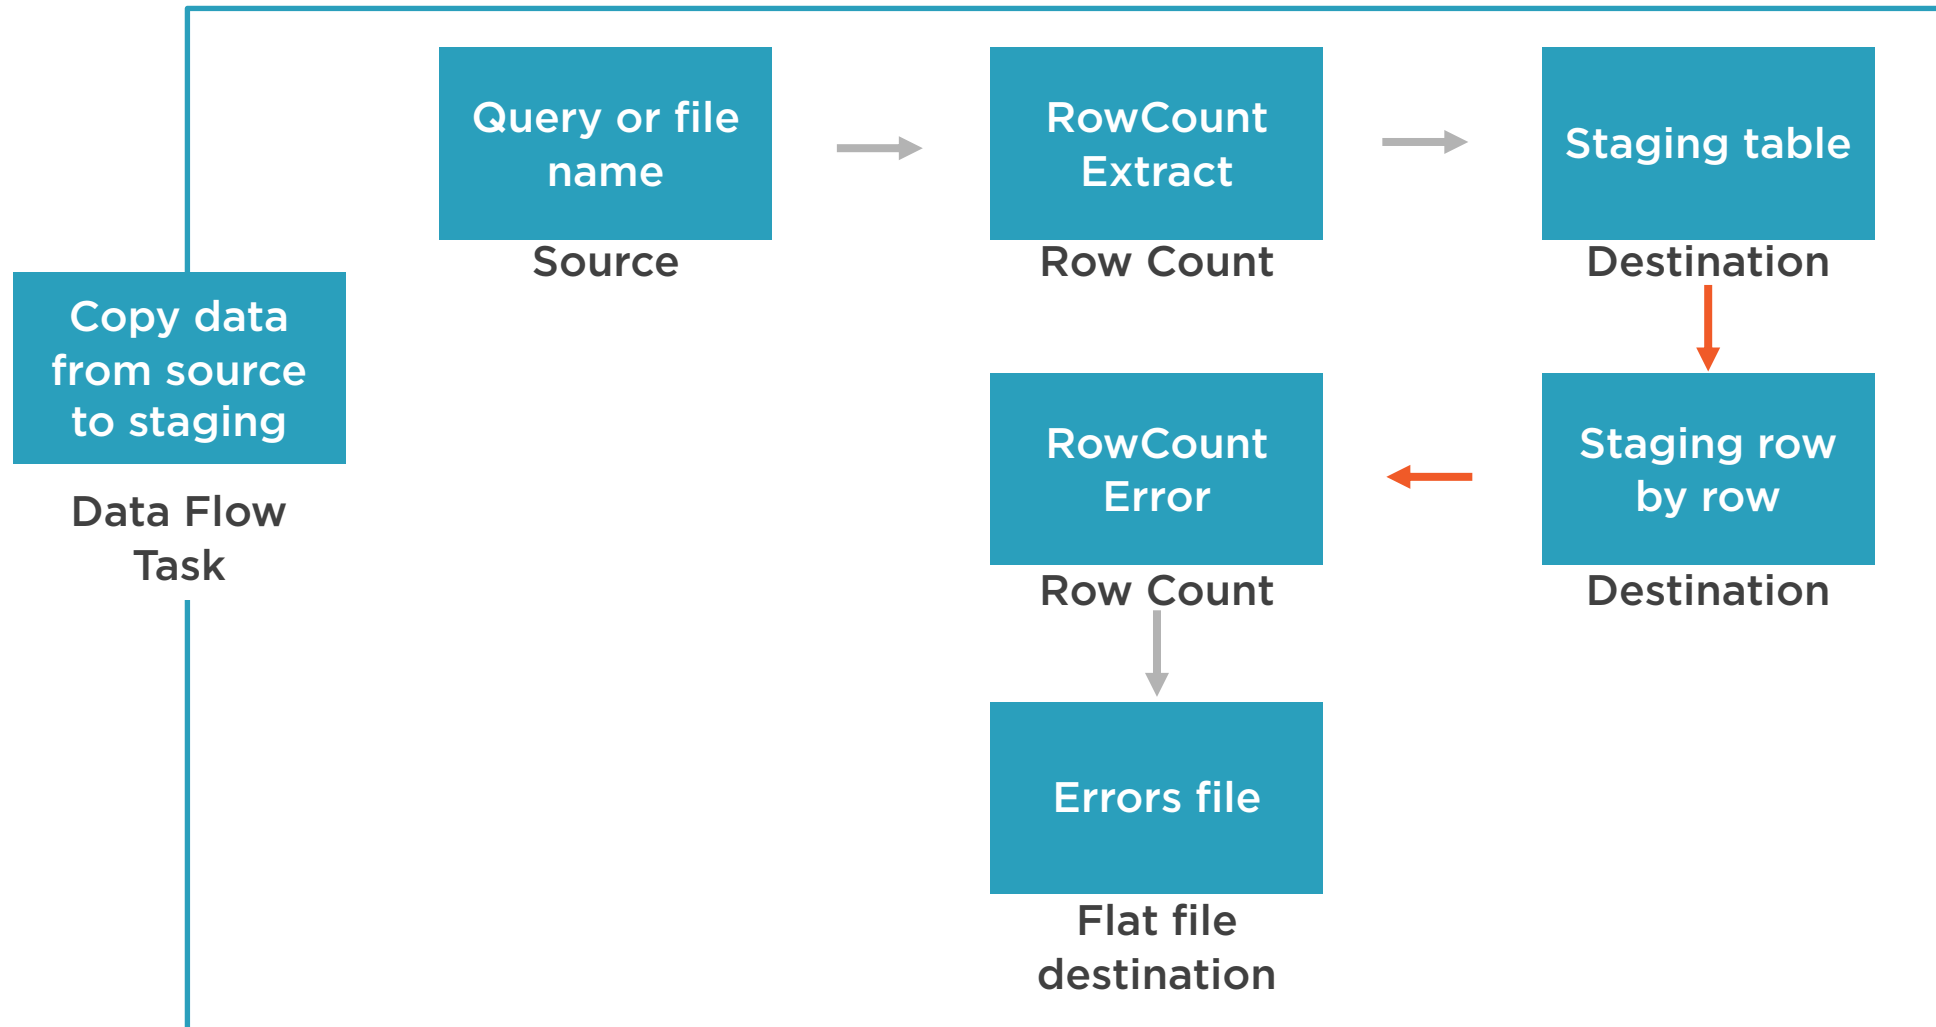 Query or file
name
Source
RowCount
Extract
Row Count
Staging table
Destination
Copy data
from source
to staging
Data Flow
Task
RowCount
Error
Row Count
Staging row
by row
Destination
Errors file
Flat file
destination